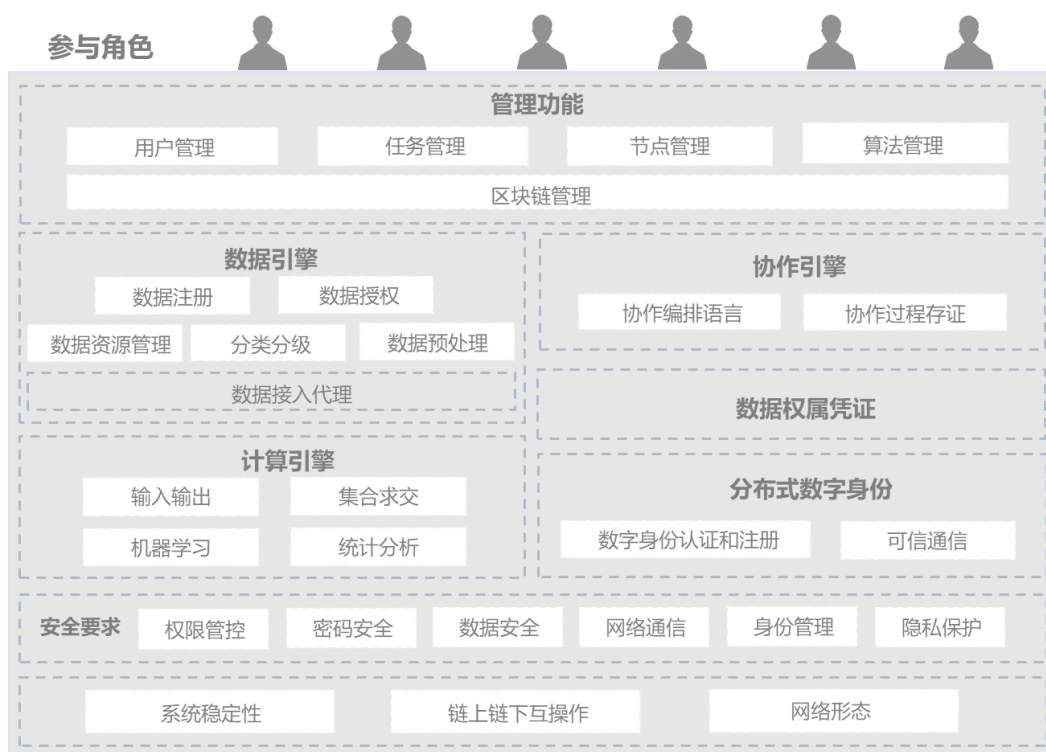 参与角色
管理功能
用户管理 任务管理 节点管理 算法管理
区块链管理
数据引擎
数据注册 数据授权
数据资源管理 分类分级 数据预处理
数据接入代理
协作引擎
协作编排语言 协作过程存证
数据权属凭证
计算引擎
输入输出 集合求交
机器学习 统计分析
分布式数字身份
数字身份认证和注册 可信通信
安全要求 权限管控 密码安全 数据安全 网络通信 身份管理 隐私保护
系统稳定性 链上链下互操作 网络形态